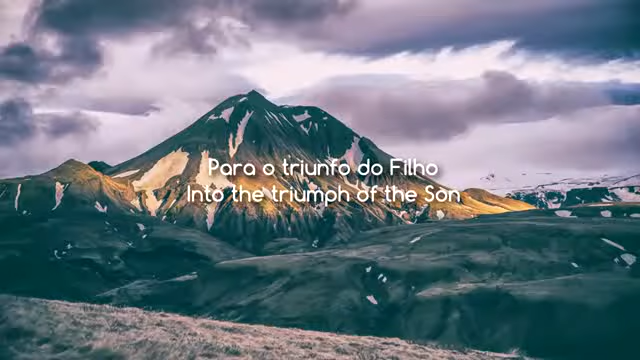 Para o triunfo do Filho
Into the triumph of the Son